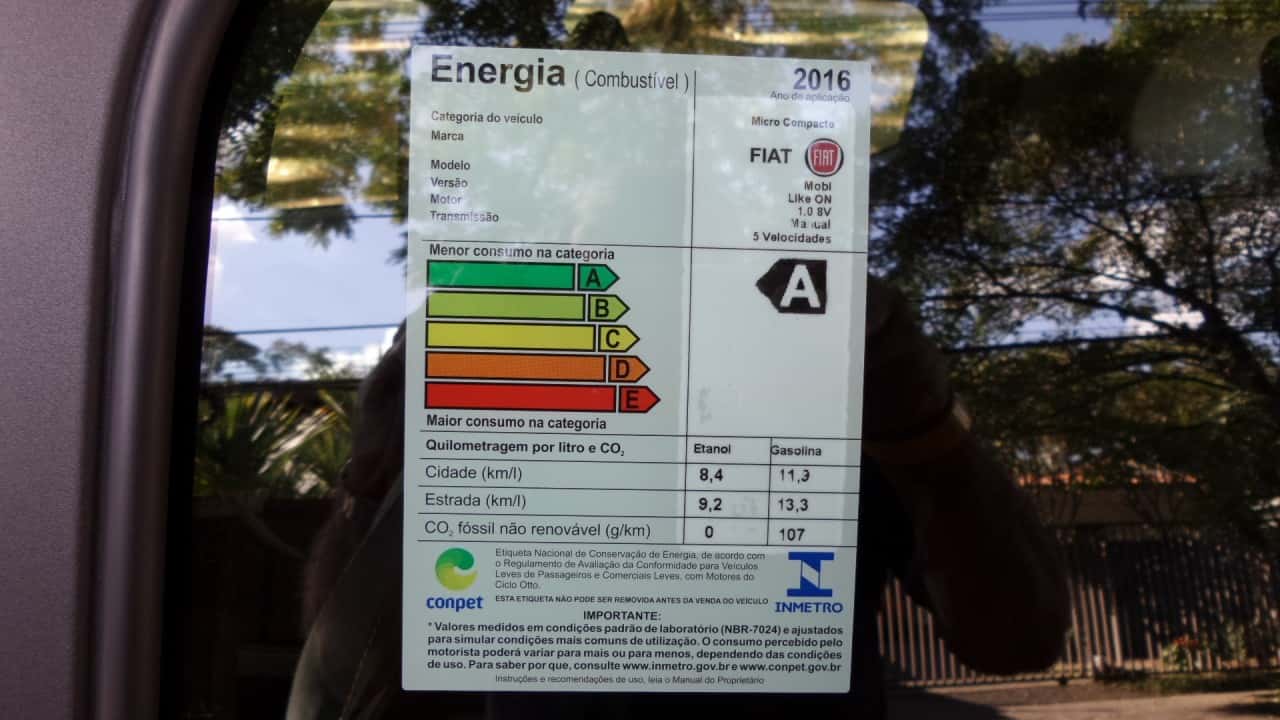 Energia ( Combustível ) 2016
Ano de aplicação
Categoria do veículo Micro Compacto
Marca FIAT FIAT
Modelo Mobi
Versão Like ON
Motor 1.0 8V
Transmissão Manual
5 Velocidades
Menor consumo na categoria
A A
B
C
D
E
Maior consumo na categoria
Quilometragem por litro e CO₂ Etanol Gasolina
Cidade (km/l) 8,4 11,3
Estrada (km/l) 9,2 13,3
CO₂ fóssil não renovável (g/km) 0 107
Etiqueta Nacional de Conservação de Energia, de acordo com
o Regulamento de Avaliação da Conformidade para Veículos
Leves de Passageiros e Comerciais Leves, com Motores do
Ciclo Otto.
ESTA ETIQUETA NÃO PODE SER REMOVIDA ANTES DA VENDA DO VEÍCULO
conpet INMETRO
IMPORTANTE:
* Valores medidos em condições padrão de laboratório (NBR-7024) e ajustados
para simular condições mais comuns de utilização. O consumo percebido pelo
motorista poderá variar para mais ou para menos, dependendo das condições
de uso. Para saber por que, consulte www.inmetro.gov.br e www.conpet.gov.br
Instruções e recomendações de uso, leia o Manual do Proprietário